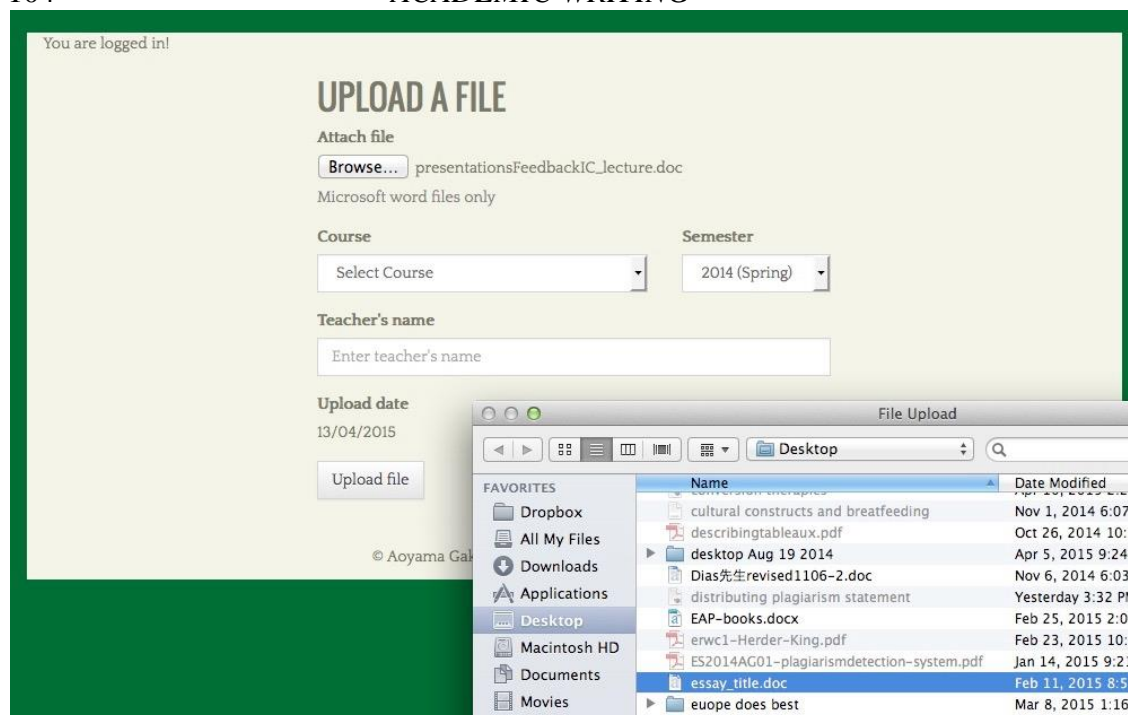 You are logged in!
UPLOAD A FILE
Attach file
Browse... presentationsFeedbackIC_lecture.doc
Microsoft word files only
Course Semester
Select Course 2014 (Spring)
Teacher's name
Enter teacher's name
Upload date
13/04/2015
Upload file
© Aoyama
File Upload
Desktop
FAVORITES
Dropbox
All My Files
Downloads
Applications
Desktop
Macintosh HD
Documents
Movies
Name Date Modified
cultural constructs and breastfeeding Nov 1, 2014 6:07
describingtableaux.pdf Oct 26, 2014 10:
desktop Aug 19 2014 Apr 5, 2015 9:24
Dias先生revised1106-2.doc Nov 6, 2014 6:03
distributing plagiarism statement Yesterday 3:32
EAP-books.docx Feb 25, 2015 2:0
erwc1-Herder-King.pdf Feb 23, 2015 10:
ES2014AG01-plagiarismdetection-system.pdf Jan 14, 2015 9:2
essay_title.doc Feb 11, 2015 8:5
euope does best Mar 8, 2015 1:16